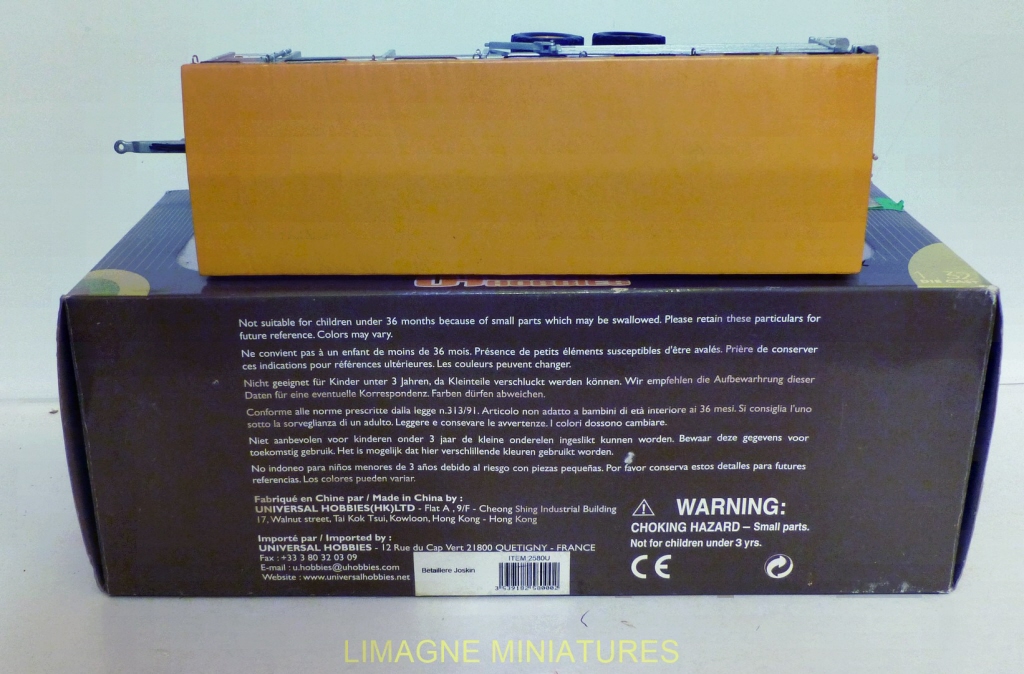 1:32
DIE CAST
HOBBIES
Not suitable for children under 36 months because of small parts which may be swallowed. Please retain these particulars for
future reference. Colors may vary.
Ne convient pas à un enfant de moins de 36 mois. Présence de petits éléments susceptibles d'être avalés. Prière de conserver
ces indications pour références ultérieures. Les couleurs peuvent changer.
Nicht geeignet für Kinder unter 3 Jahren, da Kleinteile verschluckt werden können. Wir empfehlen die Aufbewahrhung dieser
Daten für eine eventuelle Korrespondenz. Farben dürfen abweichen.
Conforme alle norme prescritte dalla legge n.313/91. Articolo non adatto a bambini di età interiore ai 36 mesi. Si consiglia l'uno
sotto la sorveglianza di un adulto. Leggere e consevare le avvertenze. I colori dossono cambiare.
Niet aanbevolen voor kinderen onder 3 jaar de kleine onderelen ingeslikt kunnen worden. Bewaar deze gegevens voor
toekomstig gebruik. Het is mogelijk dat hier verschlillende kleuren gebruikt worden.
No indoneo para niños menores de 3 años debido al riesgo con piezas pequeñas. Por favor conserva estos detalles para futures
referencias. Los colores pueden variar.
Fabriqué en Chine par / Made in China by :
UNIVERSAL HOBBIES(HK)LTD - Flat A , 9/F - Cheong Shing Industrial Building
17, Walnut street, Tai Kok Tsui, Kowloon, Hong Kong - Hong Kong
Importé par / Imported by :
UNIVERSAL HOBBIES - 12 Rue du Cap Vert 21800 QUETIGNY - FRANCE
Fax : +33 3 80 32 03 09
E-mail : u.hobbies@uhobbies.com
Website : www.universalhobbies.net
WARNING:
CHOKING HAZARD – Small parts.
Not for children under 3 yrs.
CE
ITEM:2580U
Bétaillère Joskin
LIMAGNE MINIATURES